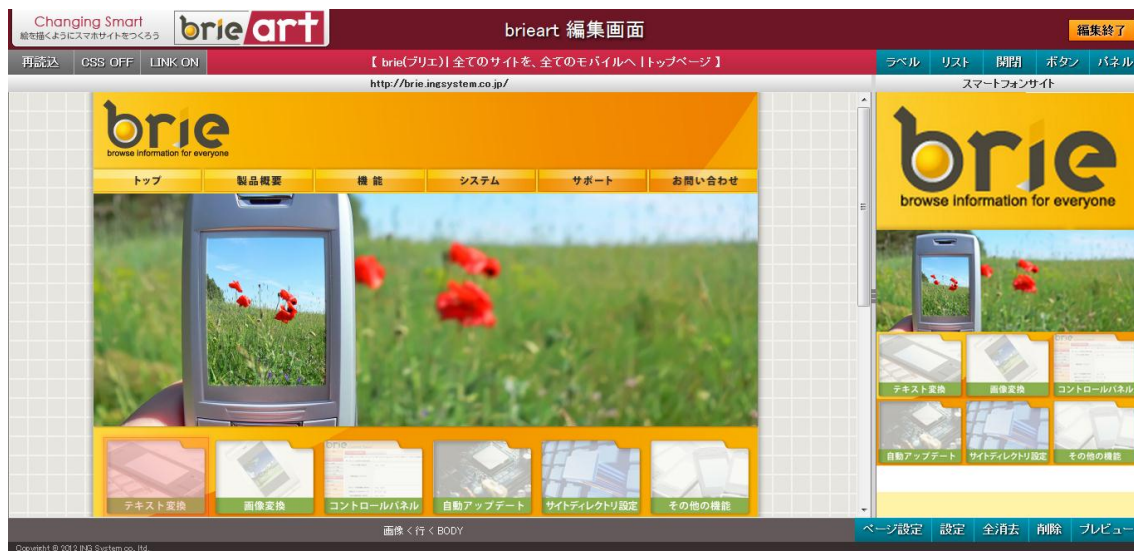 Changing Smart
絵を描くようにスマホサイトをつくろう
brie art
brieart 編集画面
編集終了
再読込 CSS OFF LINK ON
【 brie(ブリエ)| 全てのサイトを、全てのモバイルへ |トップページ 】
ラベル リスト 開閉 ボタン パネル
http://brie.ingsystem.co.jp/
スマートフォンサイト
brie
browse information for everyone
トップ 製品概要 機 能 システム サポート お問い合わせ
brie
browse information for everyone
テキスト変換 画像変換 コントロールパネル
自動アップデート サイトディレクトリ設定 その他の機能
テキスト変換 画像変換 コントロールパネル 自動アップデート サイトディレクトリ設定 その他の機能
画像 < 行 < BODY
ページ設定 設定 全消去 削除 プレビュー
Copyright © 2012 ING System co., ltd.